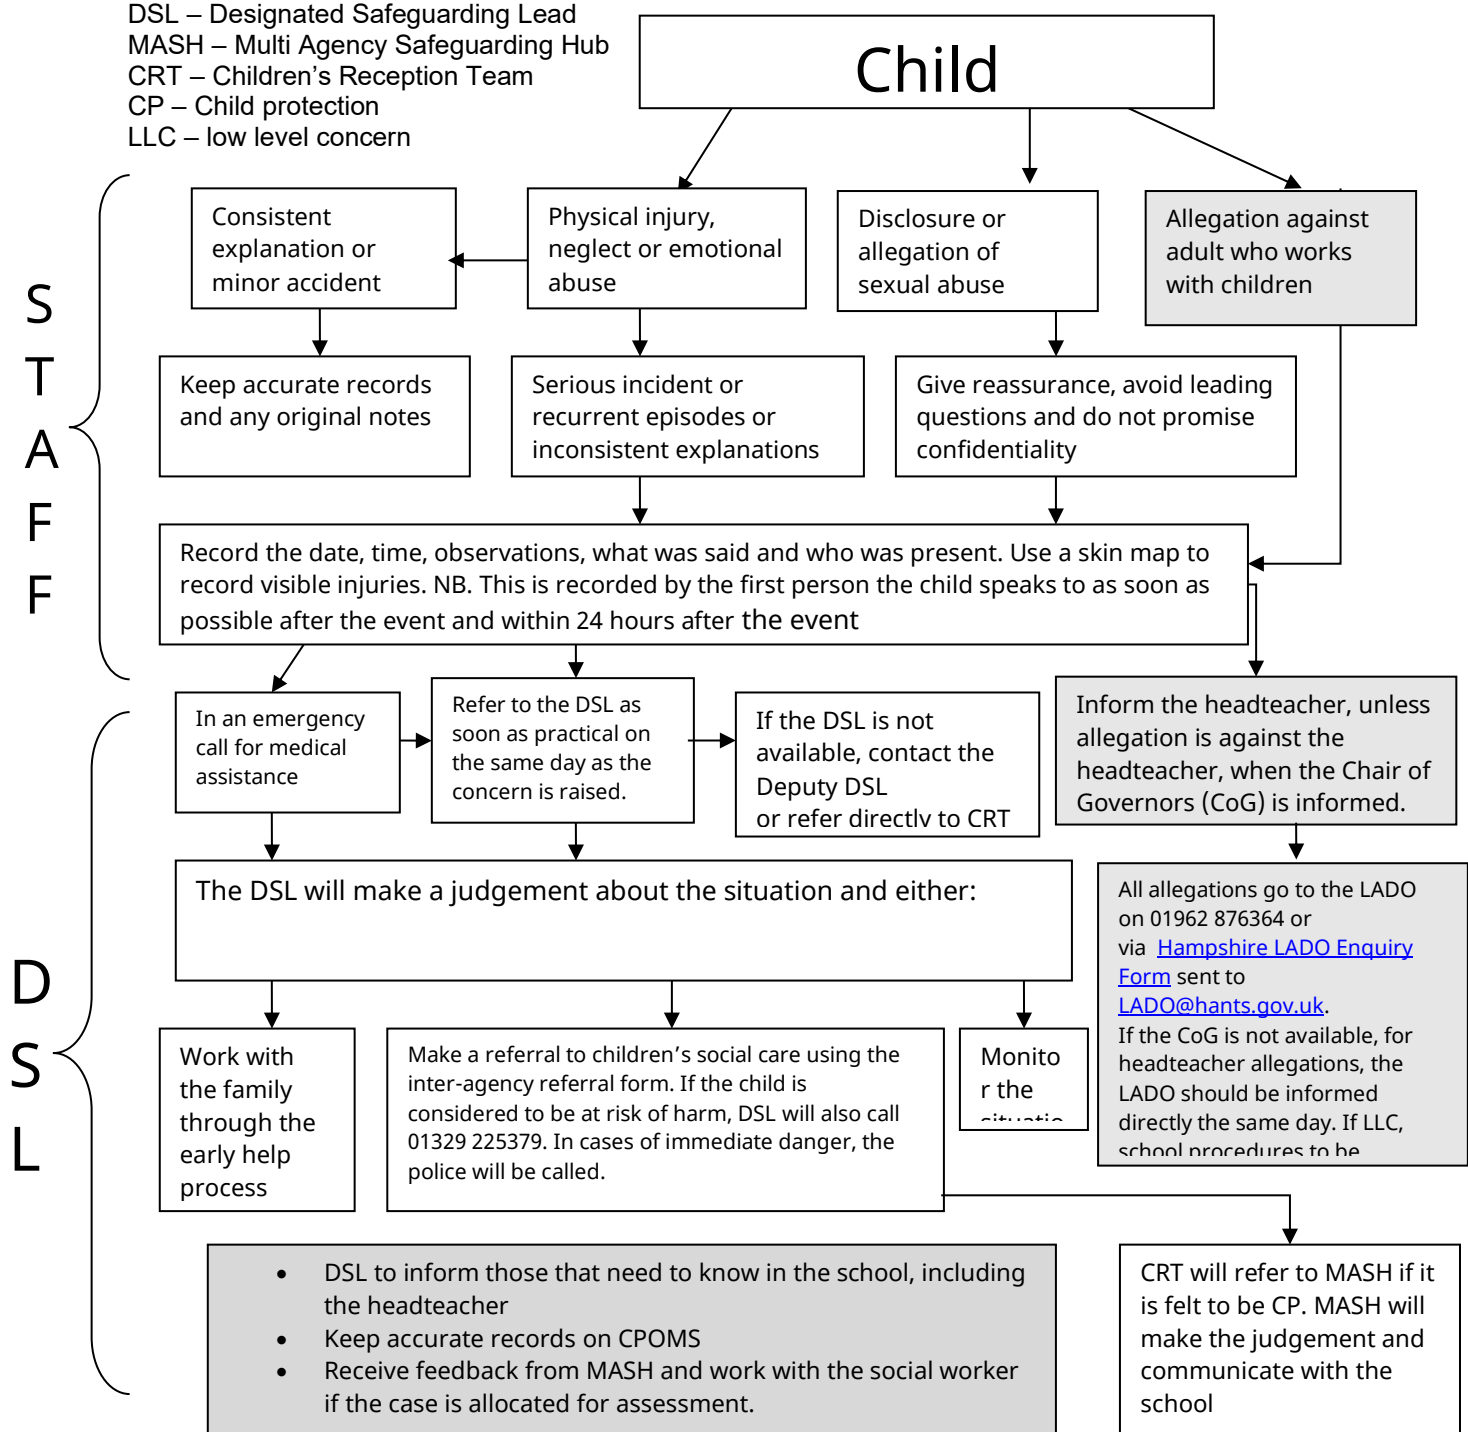 DSL – Designated Safeguarding Lead
MASH – Multi Agency Safeguarding Hub
CRT – Children's Reception Team
CP – Child protection
LLC – low level concern
Child
S
T
A
F
F
Consistent
explanation or
minor accident
Physical injury,
neglect or emotional
abuse
Disclosure or
allegation of
sexual abuse
Allegation against
adult who works
with children
Keep accurate records
and any original notes
Serious incident or
recurrent episodes or
inconsistent explanations
Give reassurance, avoid leading
questions and do not promise
confidentiality
Record the date, time, observations, what was said and who was present. Use a skin map to
record visible injuries. NB. This is recorded by the first person the child speaks to as soon as
possible after the event and within 24 hours after the event
D
S
L
In an emergency
call for medical
assistance
Refer to the DSL as
soon as practical on
the same day as the
concern is raised.
If the DSL is not
available, contact the
Deputy DSL
or refer directly to CRT
Inform the headteacher, unless
allegation is against the
headteacher, when the Chair of
Governors (CoG) is informed.
The DSL will make a judgement about the situation and either:
All allegations go to the LADO
on 01962 876364 or
via Hampshire LADO Enquiry
Form sent to
LADO@hants.gov.uk.
If the CoG is not available, for
headteacher allegations, the
LADO should be informed
directly the same day. If LLC,
school procedures to be
Work with
the family
through the
early help
process
Make a referral to children's social care using the
inter-agency referral form. If the child is
considered to be at risk of harm, DSL will also call
01329 225379. In cases of immediate danger, the
police will be called.
Monito
r the
situatio
• DSL to inform those that need to know in the school, including
the headteacher
• Keep accurate records on CPOMS
• Receive feedback from MASH and work with the social worker
if the case is allocated for assessment.
CRT will refer to MASH if it
is felt to be CP. MASH will
make the judgement and
communicate with the
school